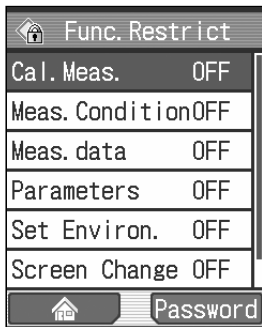 Func.Restrict
Cal.Meas. OFF
Meas.Condition OFF
Meas.data OFF
Parameters OFF
Set Environ. OFF
Screen Change OFF
Password